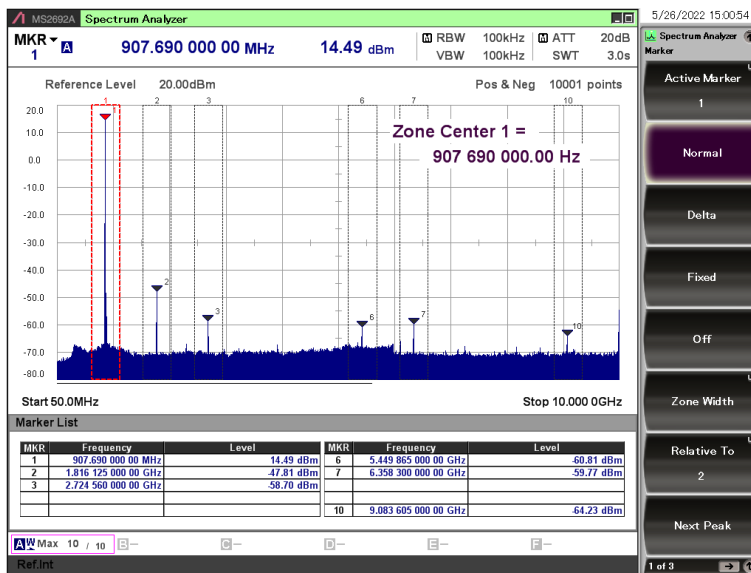 MS2692A Spectrum Analyzer
5/26/2022 15:00:54
MKR 1 A 907.690 000 00 MHz 14.49 dBm
RBW 100kHz ATT 20dB
VBW 100kHz SWT 3.0s
Spectrum Analyzer
Marker
Reference Level 20.00dBm Pos & Neg 10001 points
1 2 3 6 7 10
Zone Center 1 =
907 690 000.00 Hz
20.0
10.0
0.0
-10.0
-20.0
-30.0
-40.0
-50.0
-60.0
-70.0
-80.0
1
2
3
6
7
10
Start 50.0MHz Stop 10.000 0GHz
Marker List
MKR Frequency Level MKR Frequency Level
1 907.690 000 00 MHz 14.49 dBm 6 5.449 865 000 00 GHz -60.81 dBm
2 1.816 125 000 00 GHz -47.81 dBm 7 6.358 300 000 00 GHz -59.77 dBm
3 2.724 560 000 00 GHz -58.70 dBm
10 9.083 605 000 00 GHz -64.23 dBm
A Max 10 / 10 B- C- D- E- F-
Ref.Int
Active Marker
1
Normal
Delta
Fixed
Off
Zone Width
Relative To
2
Next Peak
1 of 3